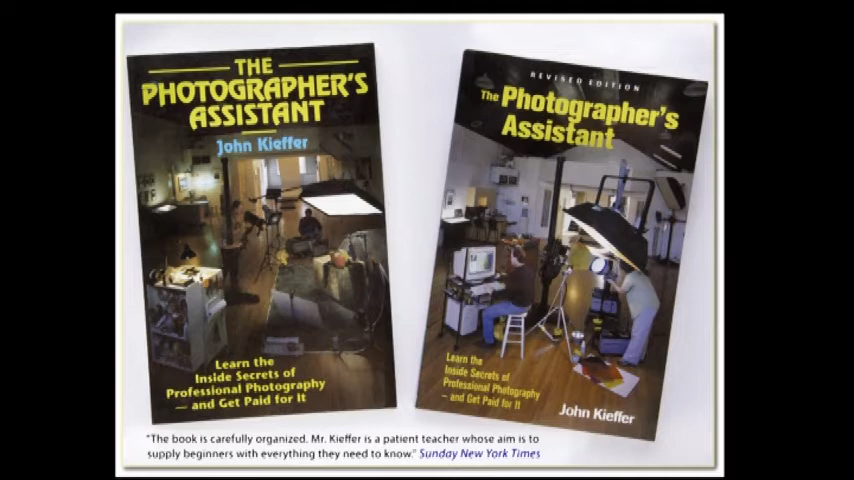 THE
PHOTOGRAPHER'S
ASSISTANT
John Kieffer
Learn the
Inside Secrets of
Professional Photography
— and Get Paid for It
REVISED EDITION
The Photographer's
Assistant
Learn the
Inside Secrets of
Professional Photography
— and Get Paid for It
John Kieffer
"The book is carefully organized. Mr. Kieffer is a patient teacher whose aim is to
supply beginners with everything they need to know." Sunday New York Times